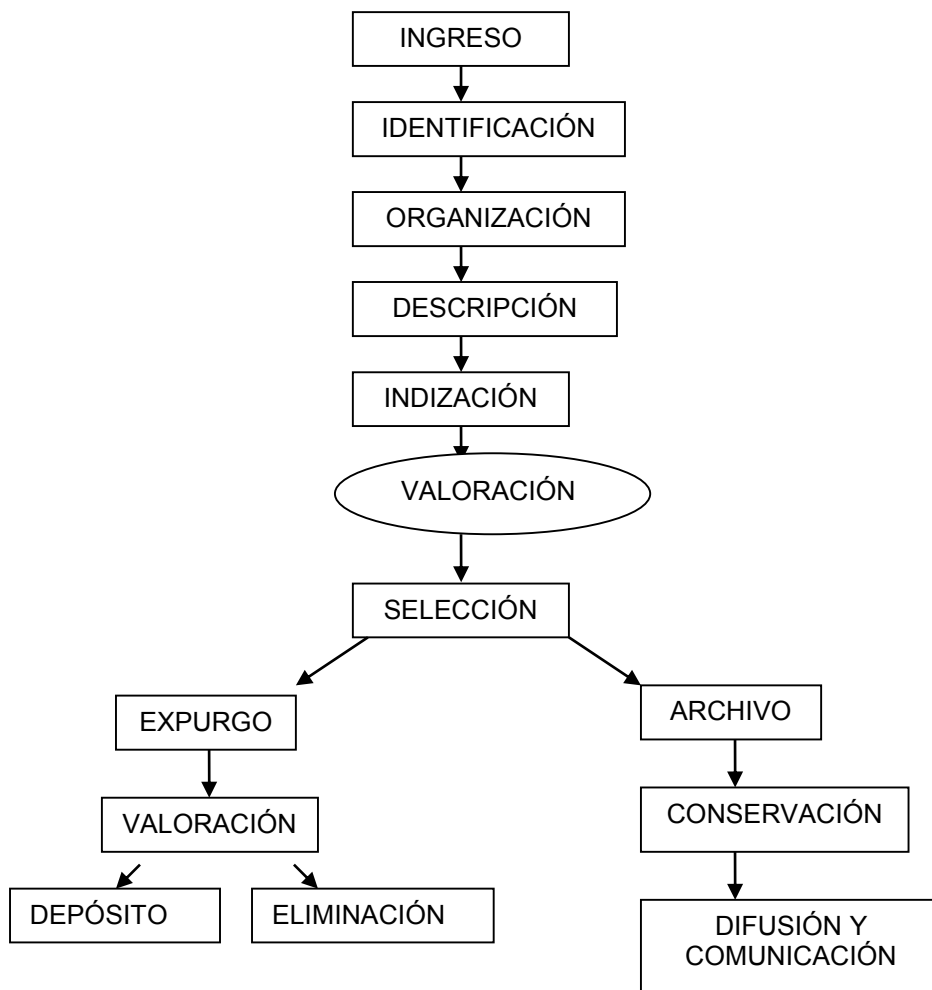 INGRESO
IDENTIFICACIÓN
ORGANIZACIÓN
DESCRIPCIÓN
INDIZACIÓN
VALORACIÓN
SELECCIÓN
EXPURGO
ARCHIVO
VALORACIÓN
CONSERVACIÓN
DEPÓSITO
ELIMINACIÓN
DIFUSIÓN Y
COMUNICACIÓN